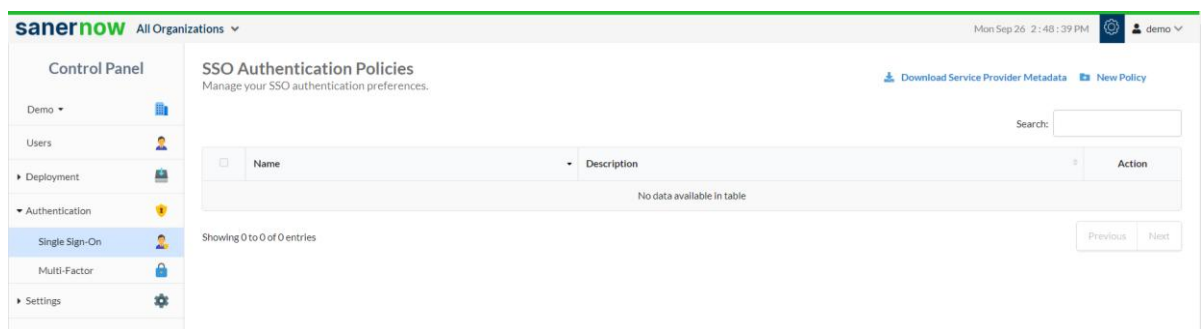 sanernow All Organizations
Mon Sep 26 2:48:39 PM
demo
Control Panel
Demo
Users
Deployment
Authentication
Single Sign-On
Multi-Factor
Settings
SSO Authentication Policies
Manage your SSO authentication preferences.
Download Service Provider Metadata New Policy
Search:
Name Description Action
No data available in table
Showing 0 to 0 of 0 entries
Previous Next